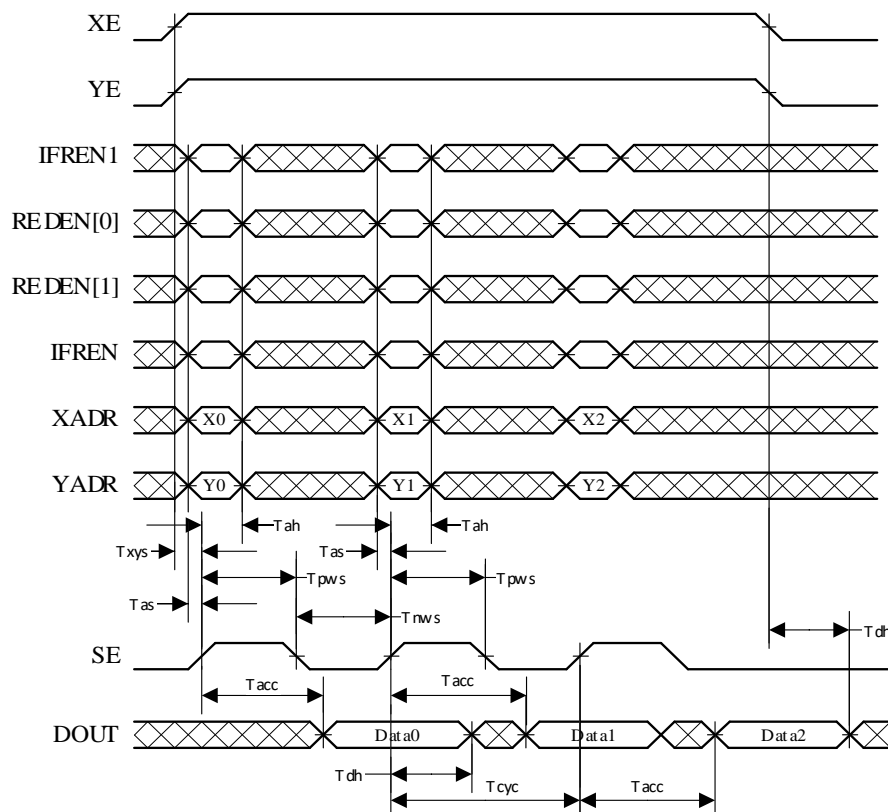 XE
YE
IFREN1
REDEN[0]
REDEN[1]
IFREN
XADR X0 X1 X2
YADR Y0 Y1 Y2
Tah Tah
Txys Tas
Tpws Tpws
Tas
Tnws
Tdh
SE
Tacc Tacc
DOUT Data0 Data1 Data2
Tdh
Tcyc Tacc